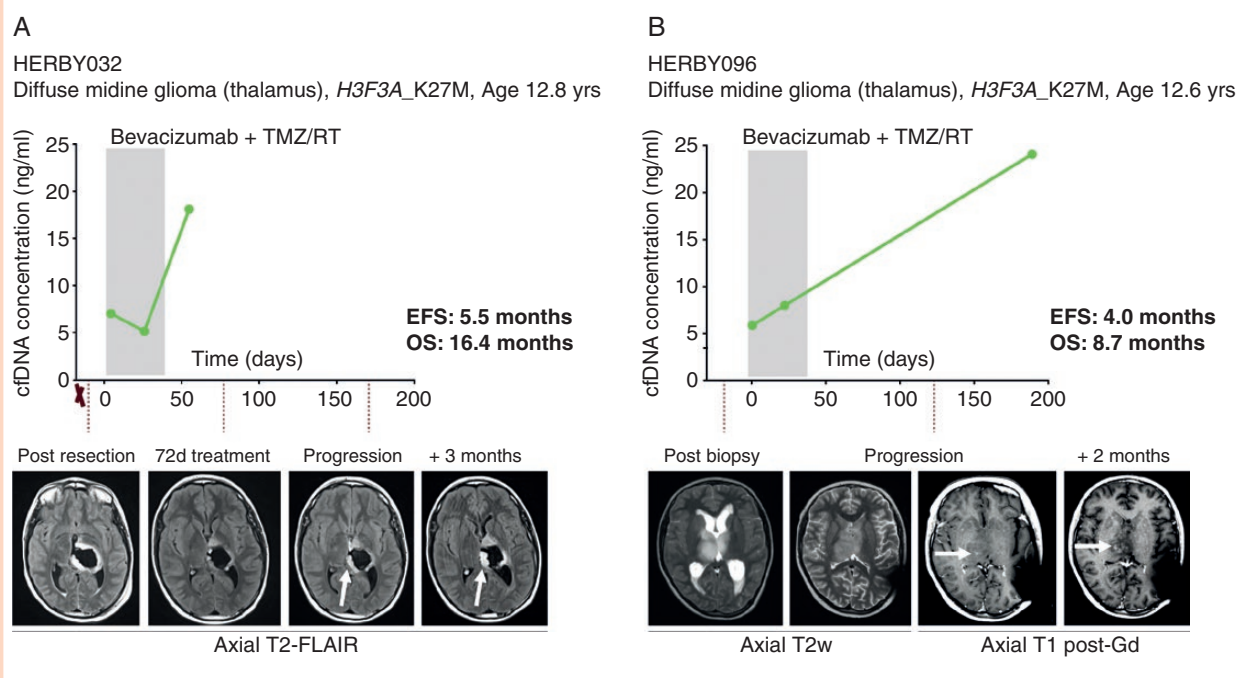 A
HERBY032
Diffuse midine glioma (thalamus), H3F3A_K27M, Age 12.8 yrs
cfDNA concentration (ng/ml)
Bevacizumab + TMZ/RT
25
20
15
10
5
0
EFS: 5.5 months
OS: 16.4 months
Time (days)
0 50 100 150 200
Post resection 72d treatment Progression + 3 months
Axial T2-FLAIR
B
HERBY096
Diffuse midine glioma (thalamus), H3F3A_K27M, Age 12.6 yrs
cfDNA concentration (ng/ml)
Bevacizumab + TMZ/RT
25
20
15
10
5
0
EFS: 4.0 months
OS: 8.7 months
Time (days)
0 50 100 150 200
Post biopsy Progression + 2 months
Axial T2w Axial T1 post-Gd